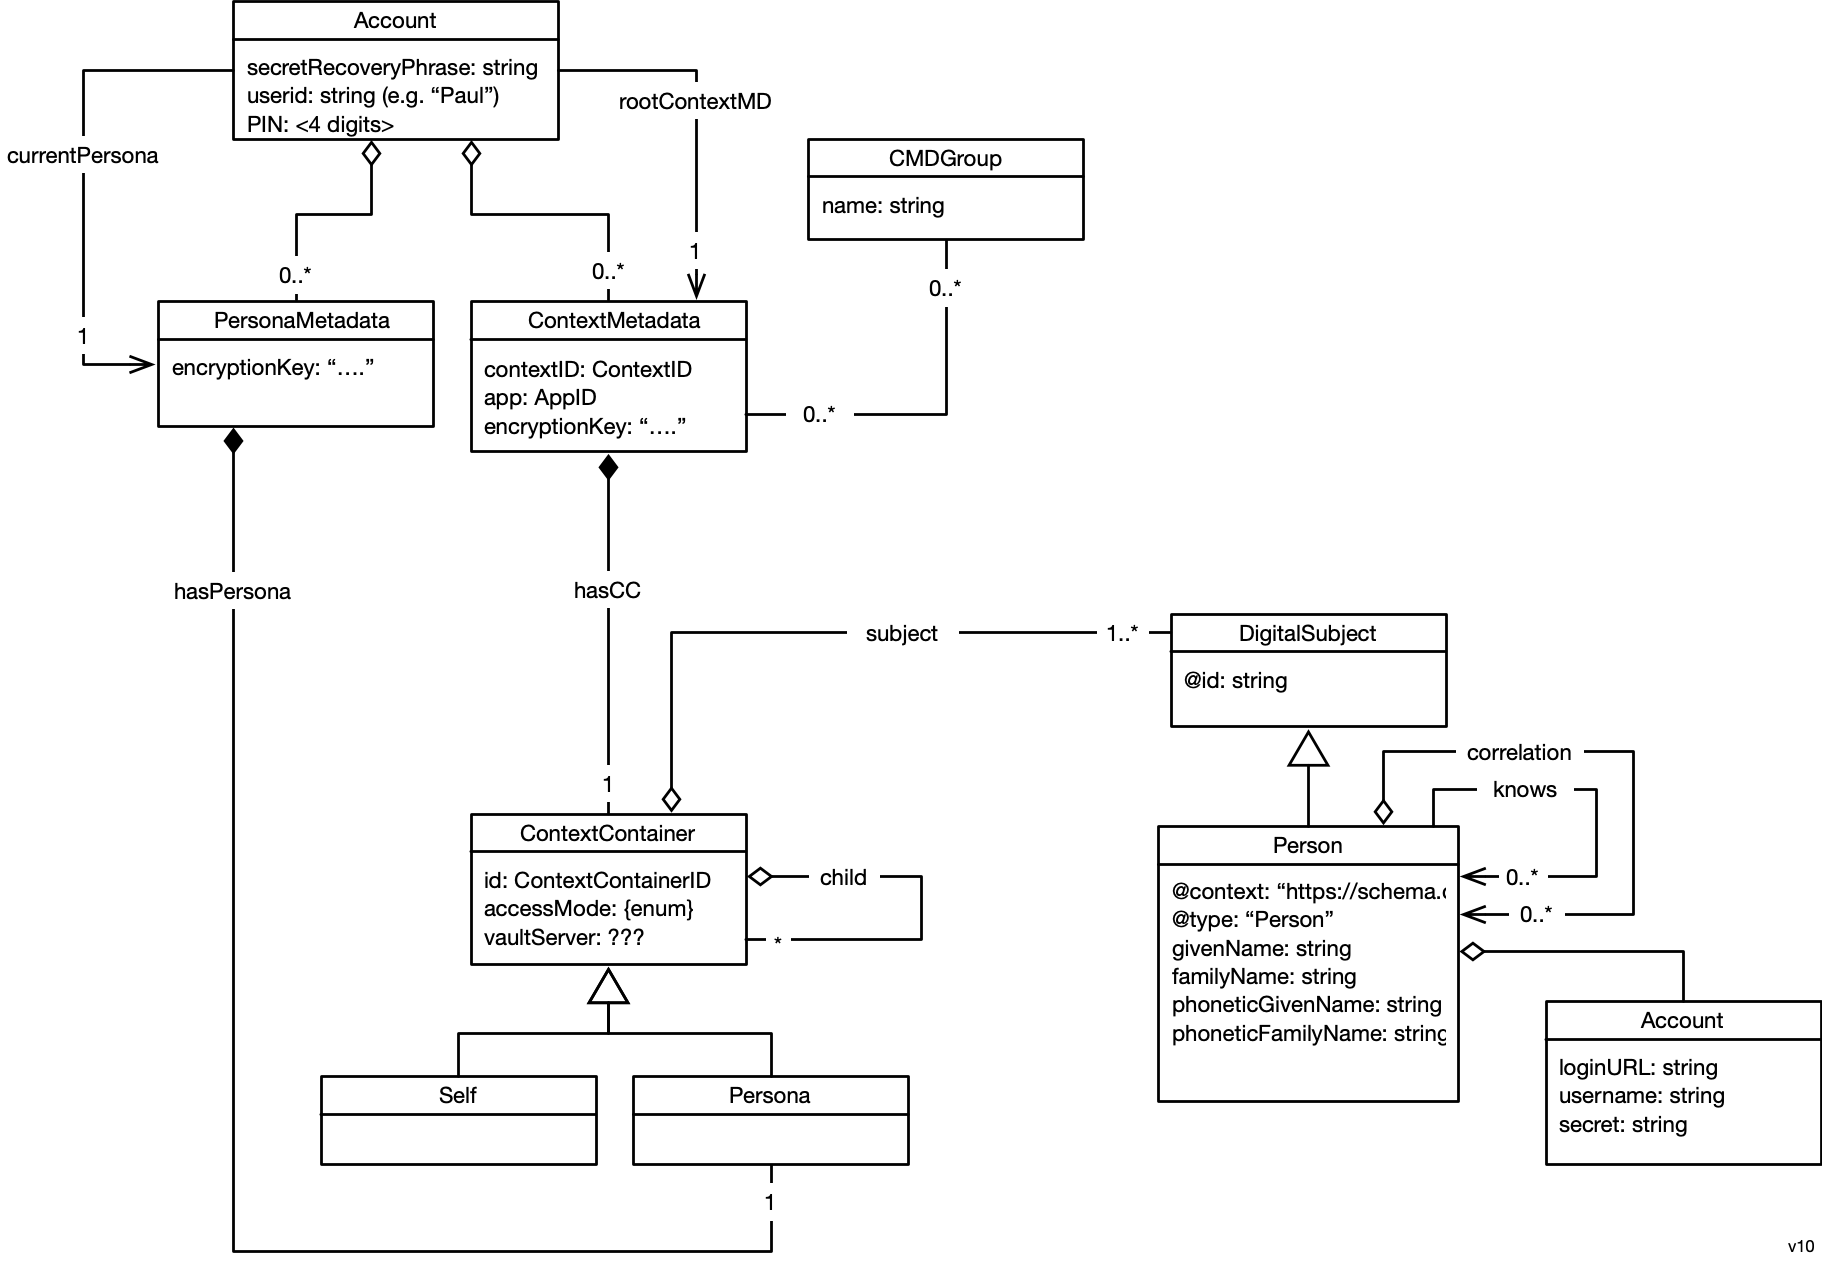 Account
secretRecoveryPhrase: string
userid: string (e.g. “Paul”)
PIN: <4 digits>
rootContextMD
currentPersona
CMDGroup
name: string
1
0..*
0..*
0..*
1
PersonaMetadata
encryptionKey: “....”
ContextMetadata
contextID: ContextID
app: AppID
encryptionKey: “....”
0..*
hasPersona
hasCC
subject
1..*
DigitalSubject
@id: string
correlation
knows
1
ContextContainer
id: ContextContainerID
accessMode: {enum}
vaultServer: ???
child
*
Person
@context: “https://schema.
@type: “Person”
givenName: string
familyName: string
phoneticGivenName: string
phoneticFamilyName: string
0..*
0..*
Account
loginURL: string
username: string
secret: string
Self
Persona
1
v10